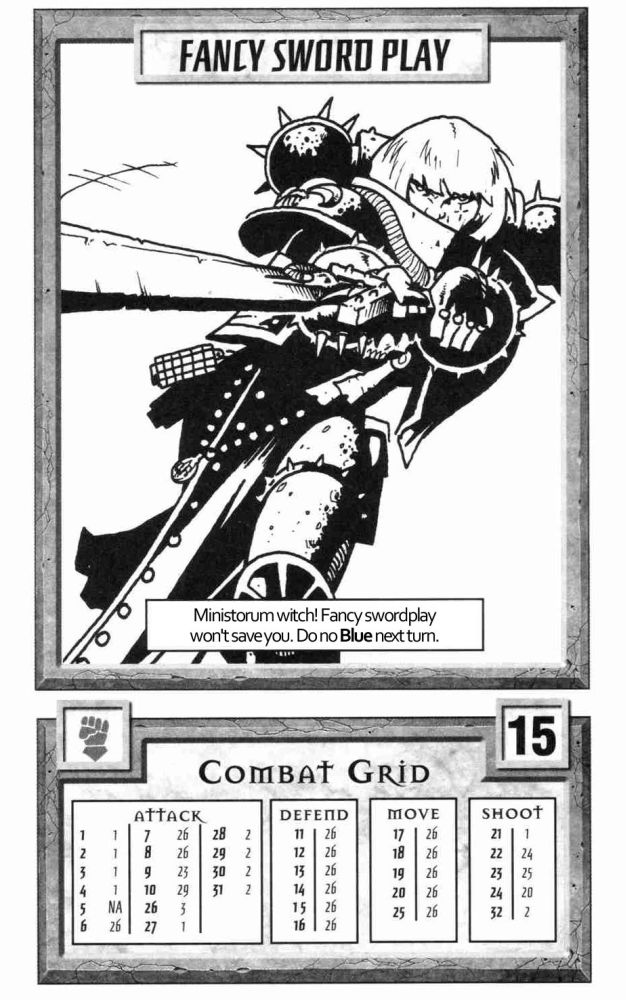 FANCY SWORD PLAY
Ministorum witch! Fancy swordplay
won't save you. Do no Blue next turn.
15
COMBAT GRID
ATTACK
1 1 7 26 28 2
2 1 8 26 29 2
3 1 9 23 30 2
4 1 10 29 31 2
5 NA 26 3
6 26 27 1
DEFEND
11 26
12 26
13 26
14 26
15 26
16 26
MOVE
17 26
18 26
19 26
20 26
25 26
SHOOT
21 1
22 24
23 25
24 20
32 2